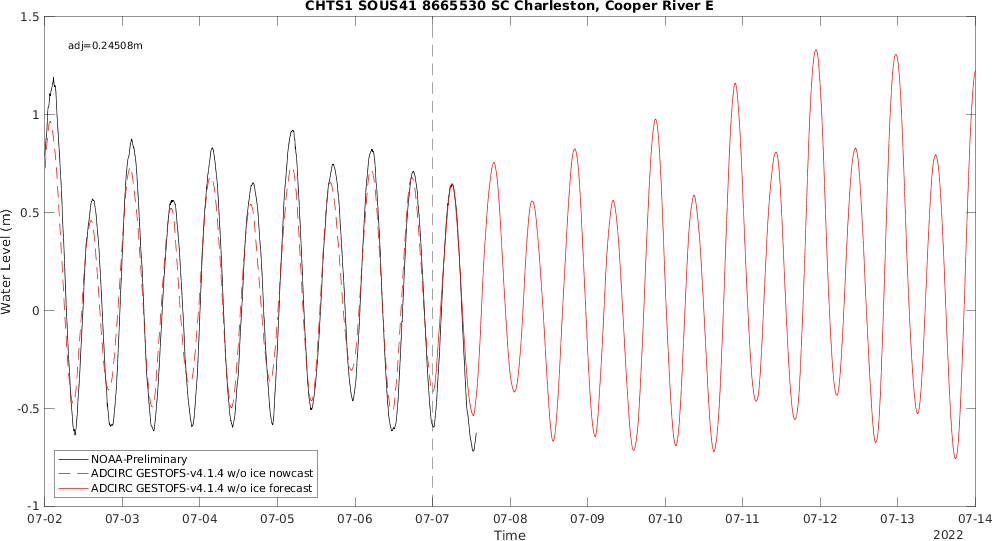 CHTS1 SOUS41 8665530 SC Charleston, Cooper River E
adj=0.24508m
1.5
1
0.5
0
-0.5
-1
Water Level (m)
NOAA-Preliminary
ADCIRC GESTOFS-v4.1.4 w/o ice nowcast
ADCIRC GESTOFS-v4.1.4 w/o ice forecast
07-02 07-03 07-04 07-05 07-06 07-07 07-08 07-09 07-10 07-11 07-12 07-13 07-14
Time
2022